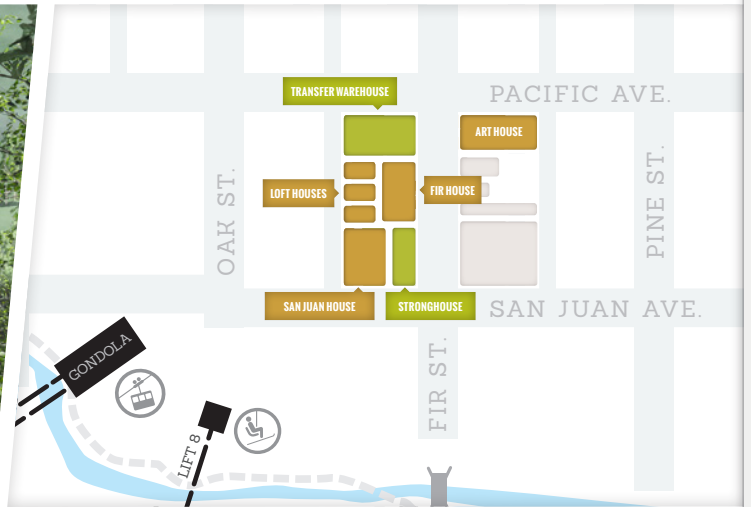 TRANSFER WAREHOUSE
PACIFIC AVE.
ART HOUSE
OAK ST.
LOFT HOUSES
FIR HOUSE
PINE ST.
SAN JUAN HOUSE
STRONGHOUSE
SAN JUAN AVE.
GONDOLA
FIR ST.
LIFT 8